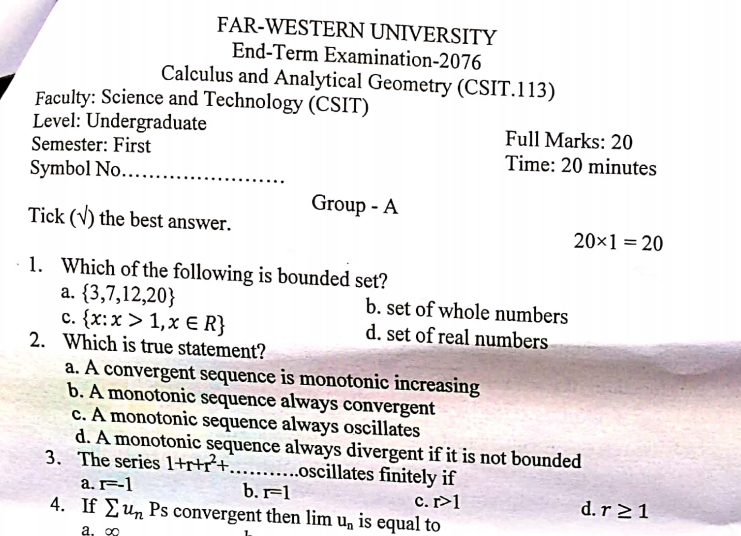 FAR-WESTERN UNIVERSITY
End-Term Examination-2076
Calculus and Analytical Geometry (CSIT.113)
Faculty: Science and Technology (CSIT)
Level: Undergraduate
Full Marks: 20
Semester: First
Time: 20 minutes
Symbol No........................
Group - A
Tick (√) the best answer.
20×1 = 20
1. Which of the following is bounded set?
a. {3,7,12,20} b. set of whole numbers
c. {x: x > 1, x ∈ R} d. set of real numbers
2. Which is true statement?
a. A convergent sequence is monotonic increasing
b. A monotonic sequence always convergent
c. A monotonic sequence always oscillates
d. A monotonic sequence always divergent if it is not bounded
3. The series 1+r+r²+............oscillates finitely if
a. r=-1 b. r=1 c. r>1 d. r ≥ 1
4. If ∑uₙ Ps convergent then lim uₙ is equal to
a. ∞